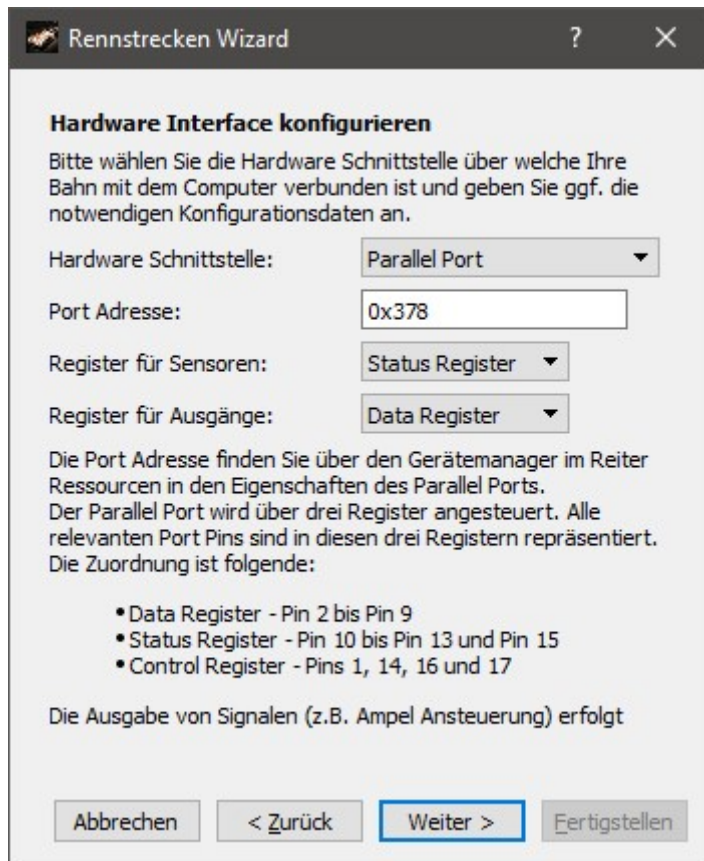 Rennstrecken Wizard ? ×
Hardware Interface konfigurieren
Bitte wählen Sie die Hardware Schnittstelle über welche Ihre
Bahn mit dem Computer verbunden ist und geben Sie ggf. die
notwendigen Konfigurationsdaten an.
Hardware Schnittstelle: Parallel Port
Port Adresse: 0x378
Register für Sensoren: Status Register
Register für Ausgänge: Data Register
Die Port Adresse finden Sie über den Gerätemanager im Reiter
Ressourcen in den Eigenschaften des Parallel Ports.
Der Parallel Port wird über drei Register angesteuert. Alle
relevanten Port Pins sind in diesen drei Registern repräsentiert.
Die Zuordnung ist folgende:
• Data Register - Pin 2 bis Pin 9
• Status Register - Pin 10 bis Pin 13 und Pin 15
• Control Register - Pins 1, 14, 16 und 17
Die Ausgabe von Signalen (z.B. Ampel Ansteuerung) erfolgt
Abbrechen < Zurück Weiter > Fertigstellen